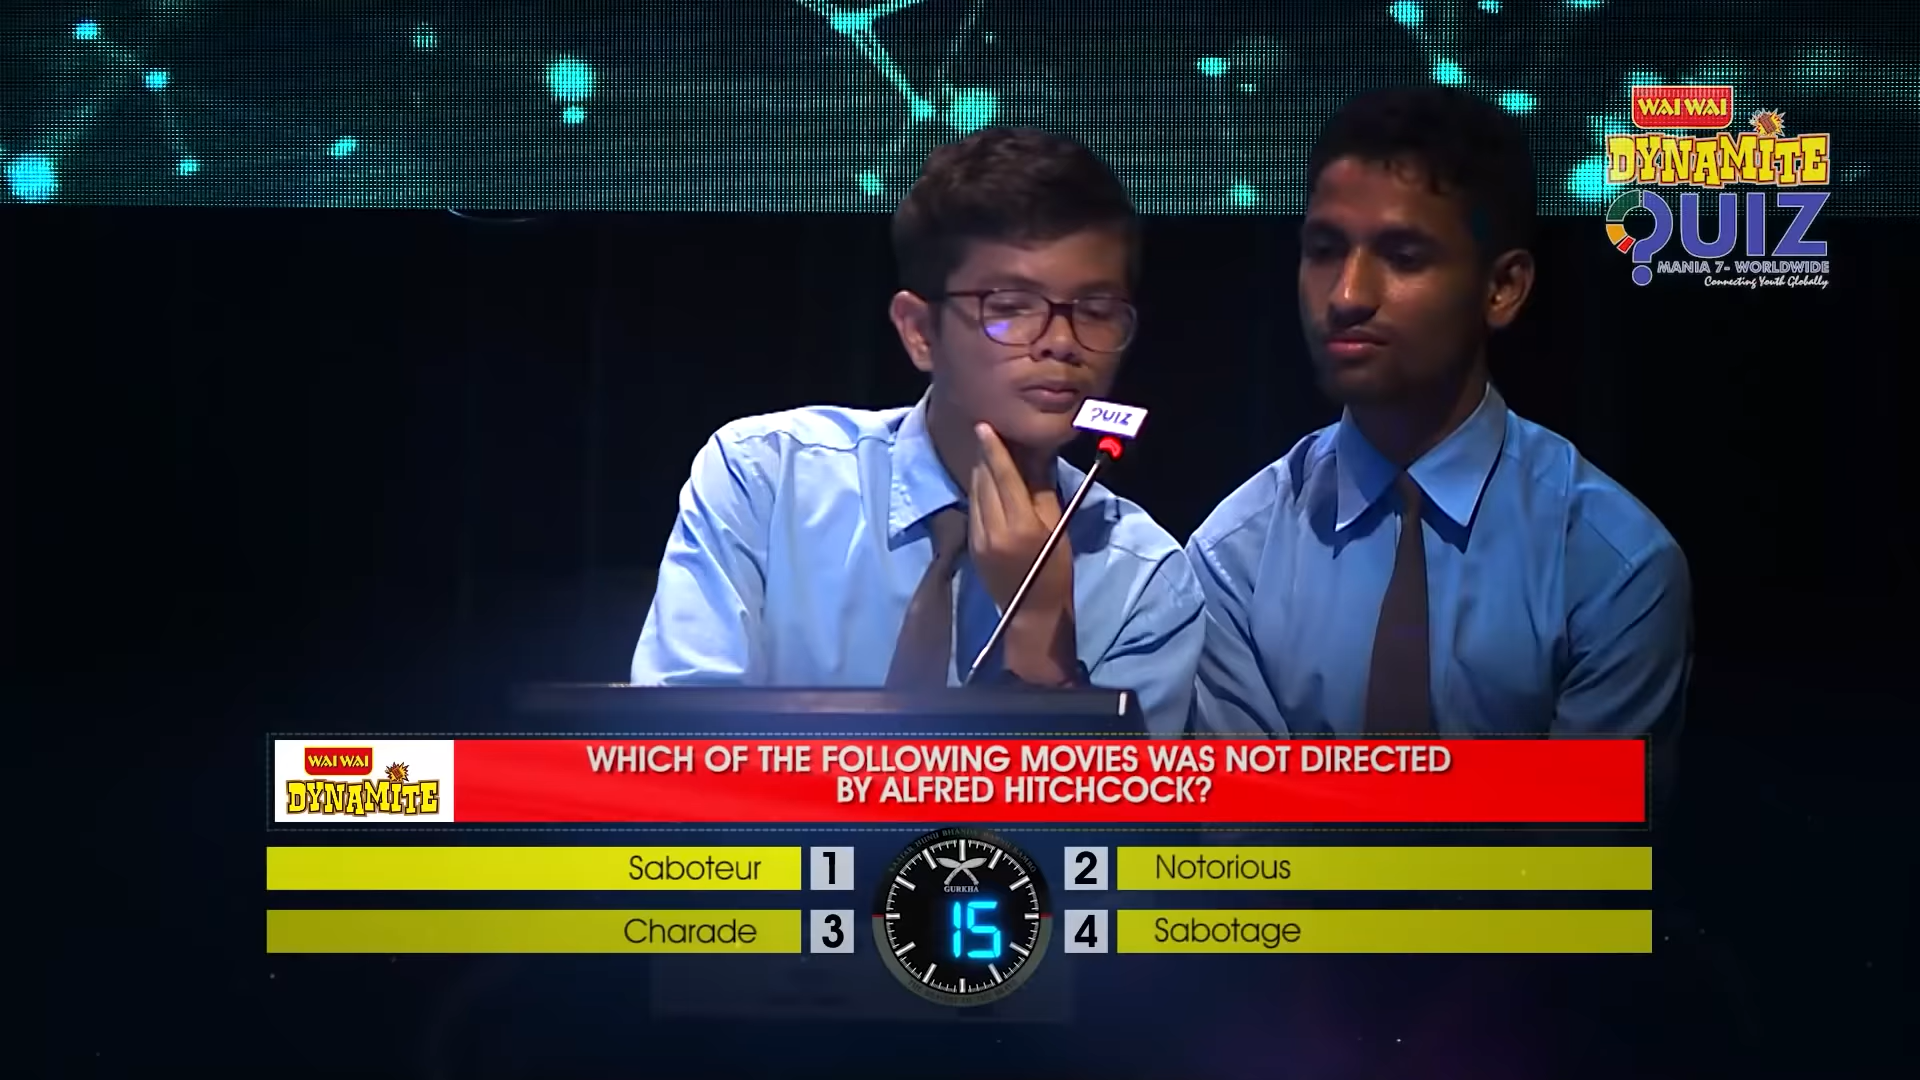 WAI WAI
DYNAMITE
QUIZ
MANIA 7- WORLDWIDE
Connecting Youth Globally
QUIZ
WAI WAI
DYNAMITE
WHICH OF THE FOLLOWING MOVIES WAS NOT DIRECTED
BY ALFRED HITCHCOCK?
Saboteur 1
2 Notorious
GURKHA
15
Charade 3
4 Sabotage